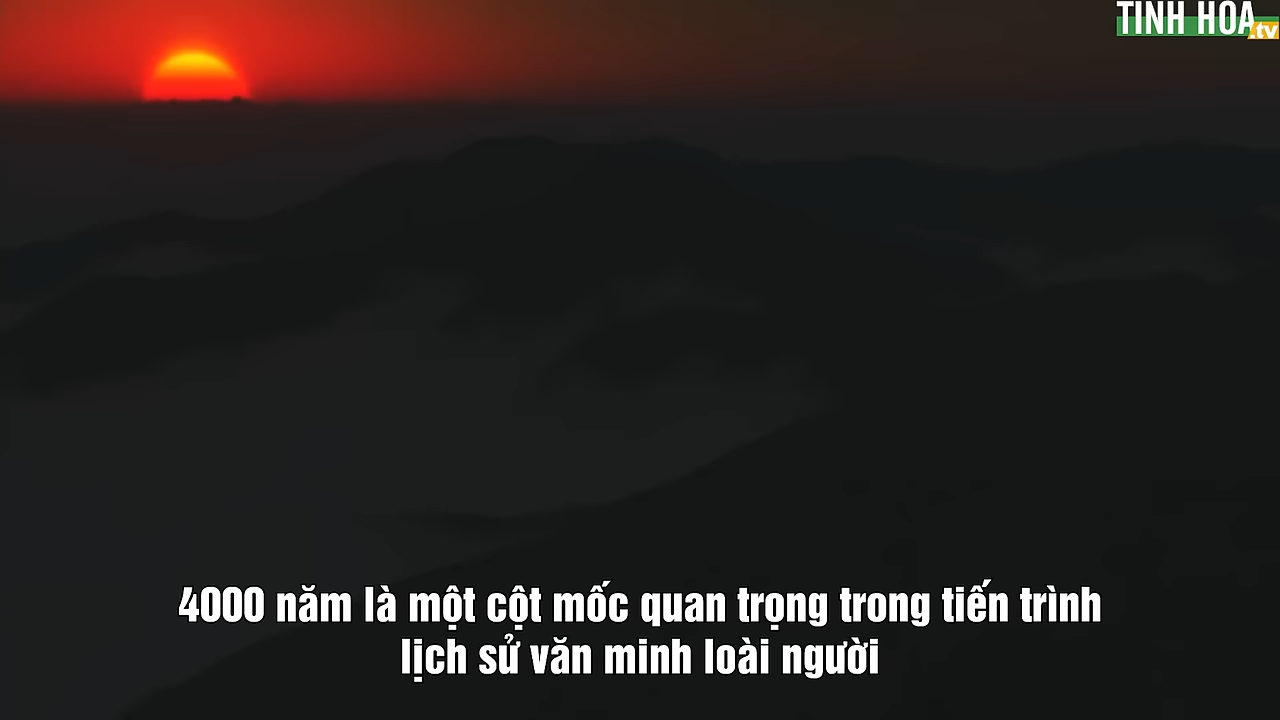 TINH HOA
.tv
4000 năm là một cột mốc quan trọng trong tiến trình
lịch sử văn minh loài người